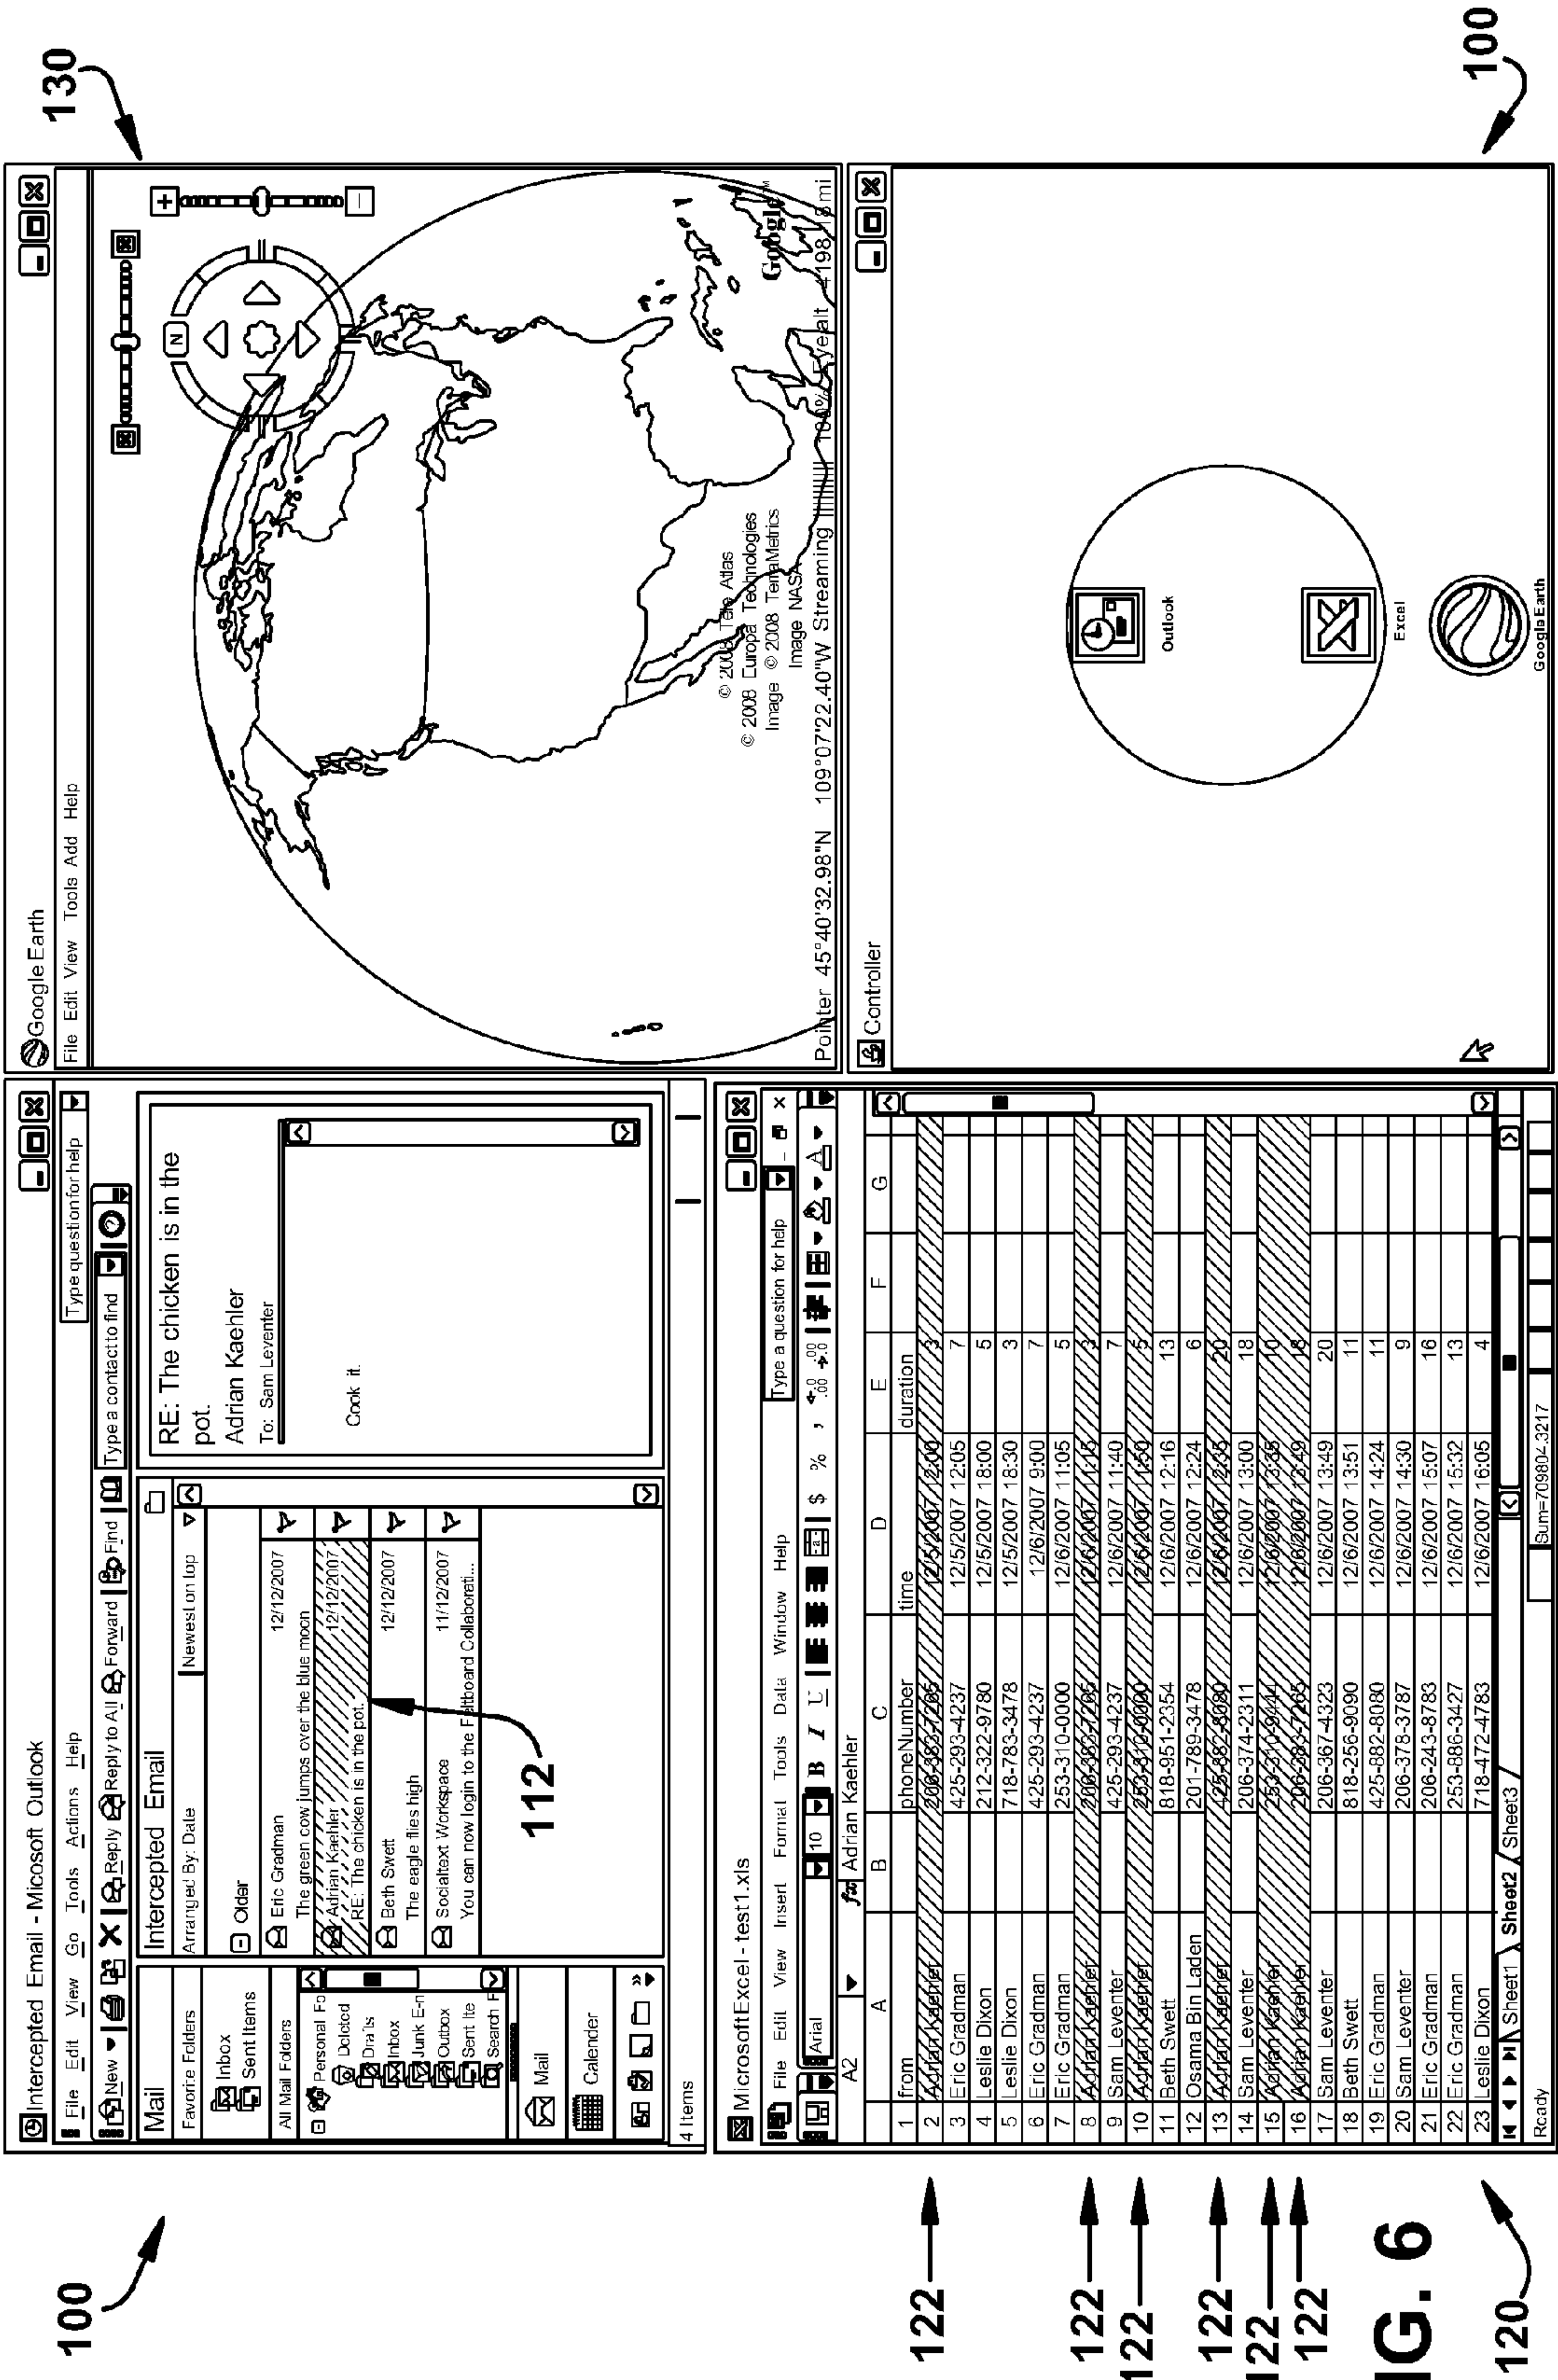 100
130
Intercepted Email - Micosoft Outlook
File Edit View Go Tools Actions Help
Type question for help
New Reply Reply to All Forward Find Type a contact to find
Mail
Favorite Folders
Inbox
Sent Items
All Mail Folders
Personal Fo
Deleted
Drafts
Inbox
Junk E-m
Outbox
Sent Ite
Search F
Mail
Calender
4 Items
Intercepted Email
Arranged By: Date Newest on top
Older
Eric Gradman 12/12/2007
The green cow jumps over the blue moon
Adrian Kaehler 12/12/2007
RE: The chicken is in the pot.
Beth Swett 12/12/2007
The eagle flies high
Socialtext Workspace 11/12/2007
You can now login to the Feltboard Collaborati...
112
RE: The chicken is in the
pot.
Adrian Kaehler
To: Sam Leventer
Cook it.
Google Earth
File Edit View Tools Add Help
N
© 2008 Tele Atlas
© 2008 Europa Technologies
Image © 2008 TerraMetrics
Image NASA
Google™
Pointer 45°40'32.98"N 109°07'22.40"W Streaming 100% Eye alt 4198.18mi
Microsoft Excel - test1.xls
File Edit View Insert Format Tools Data Window Help
Type a question for help
Arial 10 B I U $ % ,
A2 fx Adrian Kaehler
A B C D E F G
1 from phoneNumber time duration
2 Adrian Kaehler 206-383-7265 12/5/2007 12:00 3
3 Eric Gradman 425-293-4237 12/5/2007 12:05 7
4 Leslie Dixon 212-322-9780 12/5/2007 18:00 5
5 Leslie Dixon 718-783-3478 12/5/2007 18:30 3
6 Eric Gradman 425-293-4237 12/6/2007 9:00 7
7 Eric Gradman 253-310-0000 12/6/2007 11:05 5
8 Adrian Kaehler 206-383-7265 12/6/2007 11:15 3
9 Sam Leventer 425-293-4237 12/6/2007 11:40 7
10 Adrian Kaehler 253-310-0000 12/6/2007 11:50 5
11 Beth Swett 818-951-2354 12/6/2007 12:16 13
12 Osama Bin Laden 201-789-3478 12/6/2007 12:24 6
13 Adrian Kaehler 425-882-8080 12/6/2007 12:35 20
14 Sam Leventer 206-374-2311 12/6/2007 13:00 18
15 Adrian Kaehler 253-310-9444 12/6/2007 13:35 10
16 Adrian Kaehler 206-383-7265 12/6/2007 13:49 18
17 Sam Leventer 206-367-4323 12/6/2007 13:49 20
18 Beth Swett 818-256-9090 12/6/2007 13:51 11
19 Eric Gradman 425-882-8080 12/6/2007 14:24 11
20 Sam Leventer 206-378-3787 12/6/2007 14:30 9
21 Eric Gradman 206-243-8783 12/6/2007 15:07 16
22 Eric Gradman 253-886-3427 12/6/2007 15:32 13
23 Leslie Dixon 718-472-4783 12/6/2007 16:05 4
Sheet1 Sheet2 Sheet3
Ready Sum=709804.3217
122
122
122
122
122
122
120
Controller
Outlook
Excel
Google Earth
100
IG. 6